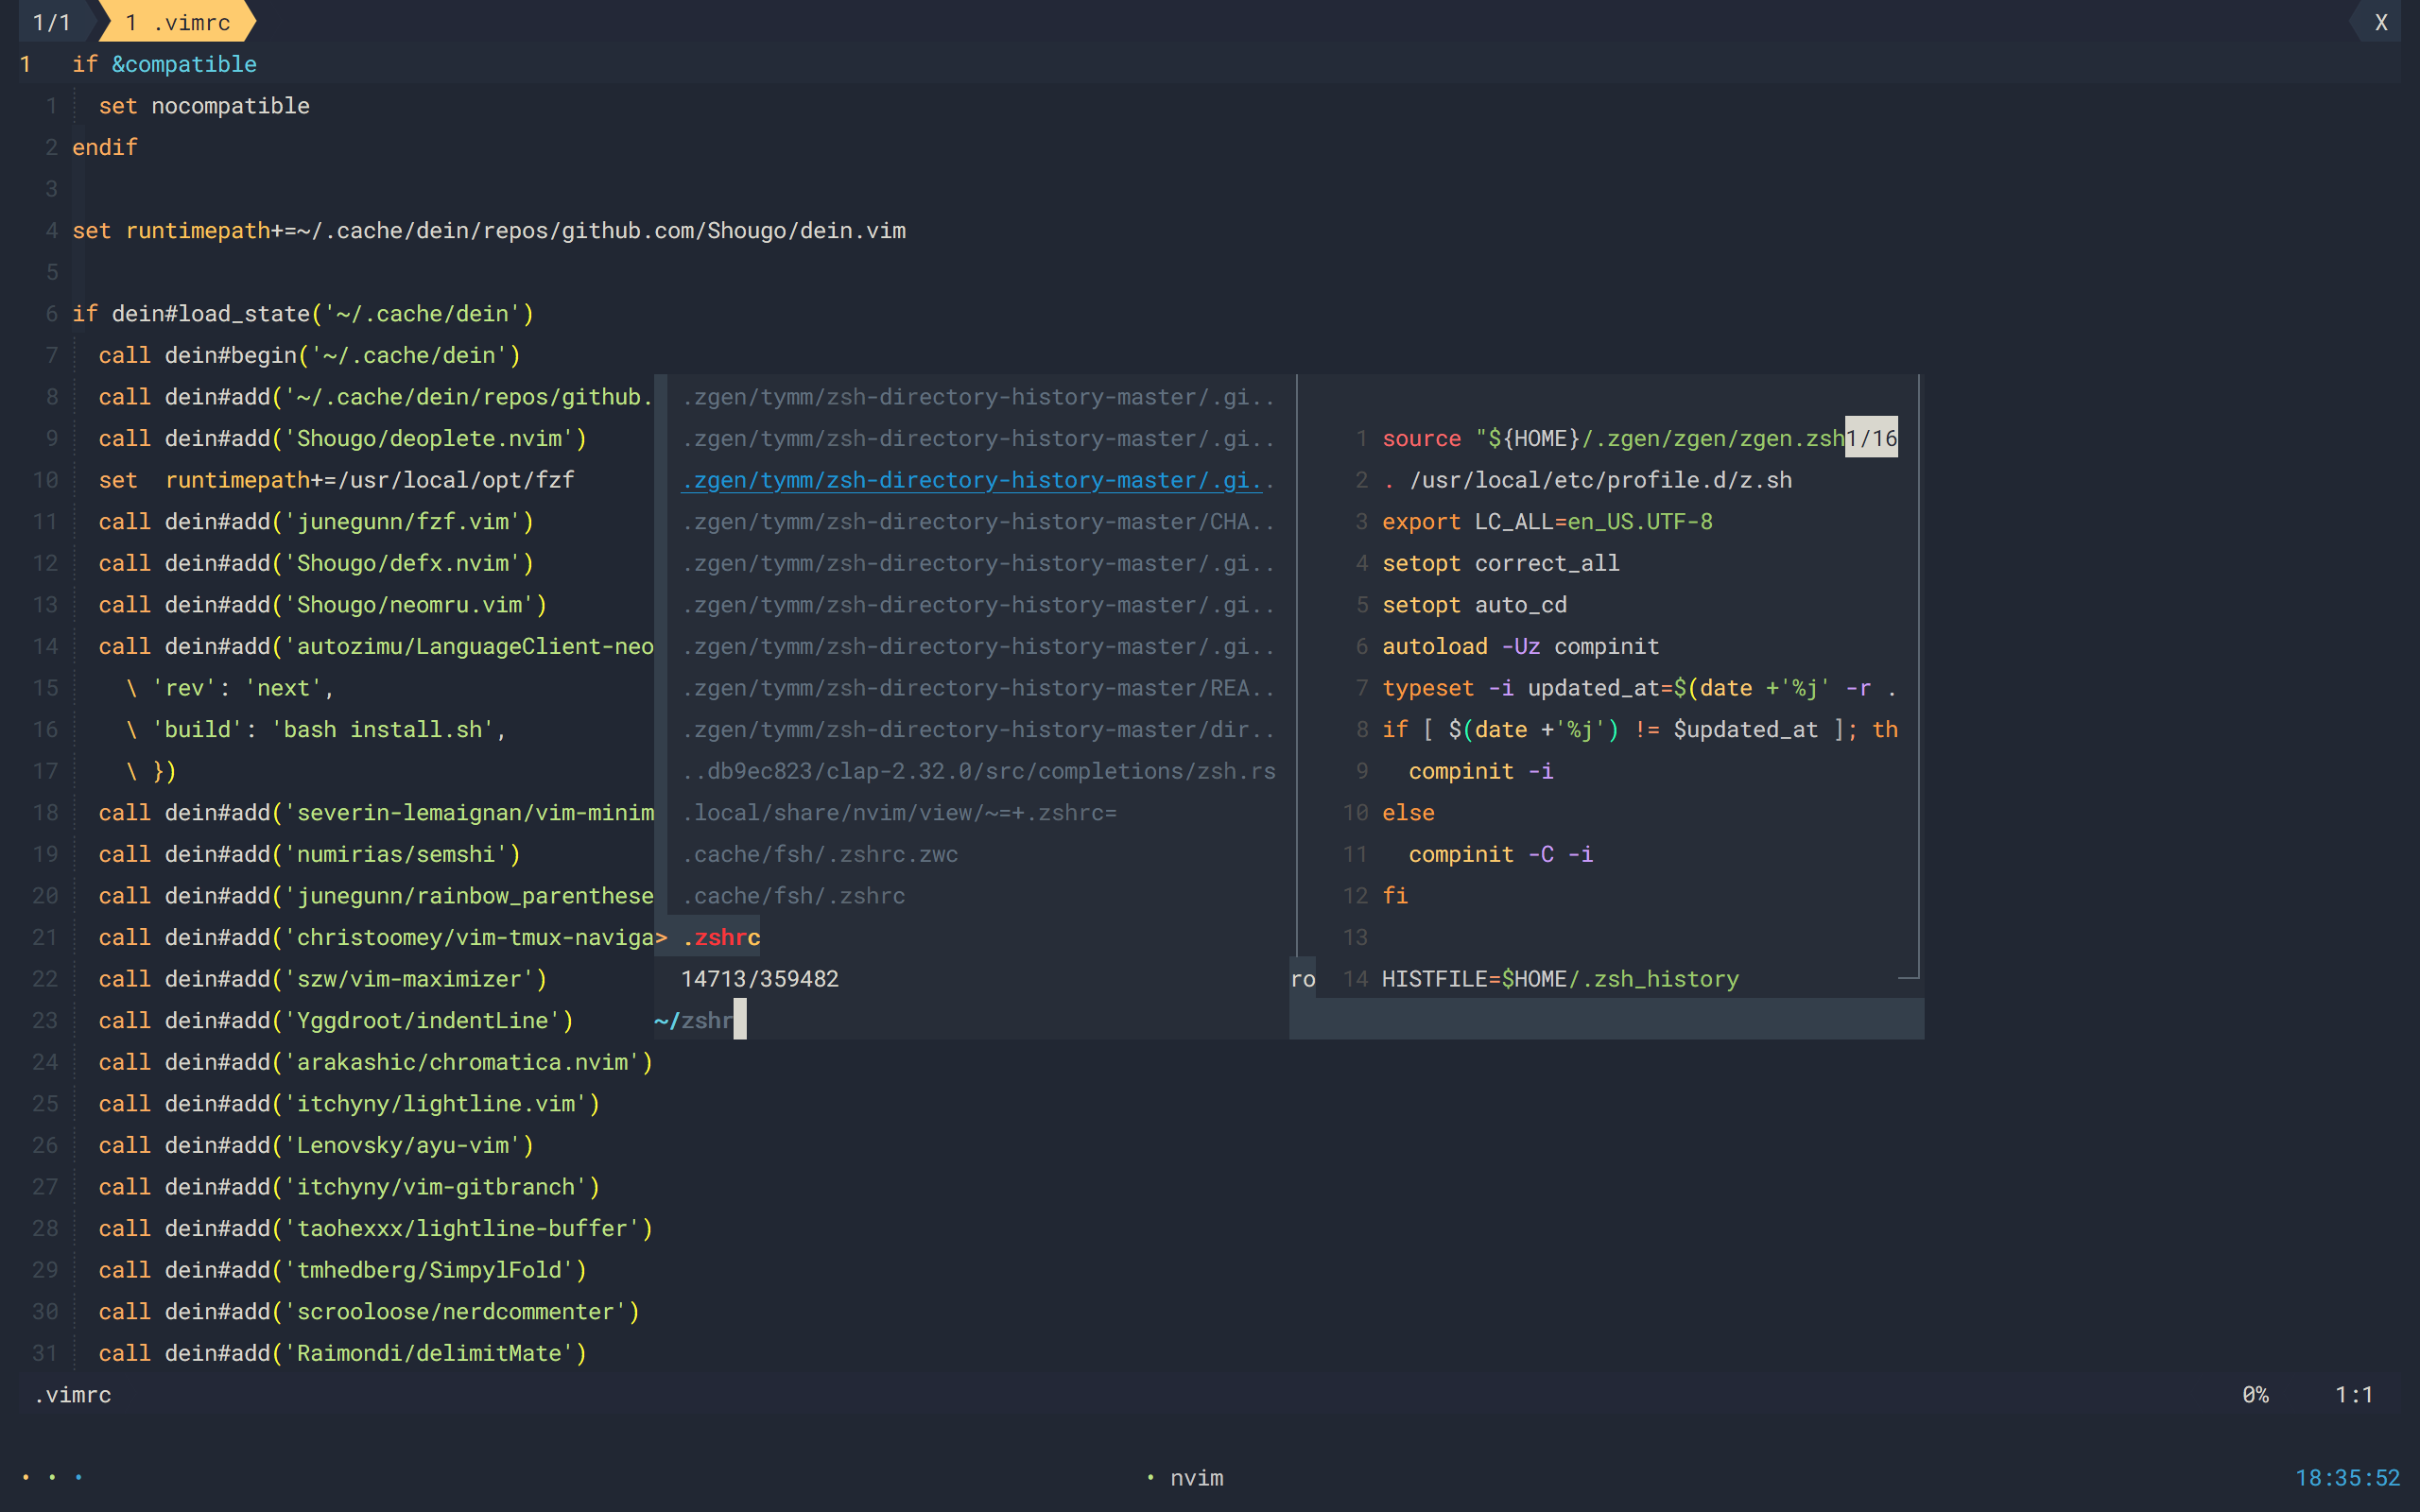 1/1 1 .vimrc X
1 if &compatible
1 set nocompatible
2 endif
3
4 set runtimepath+=~/.cache/dein/repos/github.com/Shougo/dein.vim
5
6 if dein#load_state('~/.cache/dein')
7 call dein#begin('~/.cache/dein')
8 call dein#add('~/.cache/dein/repos/github.
9 call dein#add('Shougo/deoplete.nvim')
10 set runtimepath+=/usr/local/opt/fzf
11 call dein#add('junegunn/fzf.vim')
12 call dein#add('Shougo/defx.nvim')
13 call dein#add('Shougo/neomru.vim')
14 call dein#add('autozimu/LanguageClient-neo
15 \ 'rev': 'next',
16 \ 'build': 'bash install.sh',
17 \ })
18 call dein#add('severin-lemaignan/vim-minim
19 call dein#add('numirias/semshi')
20 call dein#add('junegunn/rainbow_parenthese
21 call dein#add('christoomey/vim-tmux-naviga
22 call dein#add('szw/vim-maximizer')
23 call dein#add('Yggdroot/indentLine')
24 call dein#add('arakashic/chromatica.nvim')
25 call dein#add('itchyny/lightline.vim')
26 call dein#add('Lenovsky/ayu-vim')
27 call dein#add('itchyny/vim-gitbranch')
28 call dein#add('taohexxx/lightline-buffer')
29 call dein#add('tmhedberg/SimpylFold')
30 call dein#add('scrooloose/nerdcommenter')
31 call dein#add('Raimondi/delimitMate')
.zgen/tymm/zsh-directory-history-master/.gi..
.zgen/tymm/zsh-directory-history-master/.gi..
.zgen/tymm/zsh-directory-history-master/.gi..
.zgen/tymm/zsh-directory-history-master/CHA..
.zgen/tymm/zsh-directory-history-master/.gi..
.zgen/tymm/zsh-directory-history-master/.gi..
.zgen/tymm/zsh-directory-history-master/.gi..
.zgen/tymm/zsh-directory-history-master/REA..
.zgen/tymm/zsh-directory-history-master/dir..
..db9ec823/clap-2.32.0/src/completions/zsh.rs
.local/share/nvim/view/~=+.zshrc=
.cache/fsh/.zshrc.zwc
.cache/fsh/.zshrc
> .zshrc
14713/359482
~/zshr
1 source "${HOME}/.zgen/zgen/zgen.zsh1/16
2 . /usr/local/etc/profile.d/z.sh
3 export LC_ALL=en_US.UTF-8
4 setopt correct_all
5 setopt auto_cd
6 autoload -Uz compinit
7 typeset -i updated_at=$(date +'%j' -r .
8 if [ $(date +'%j') != $updated_at ]; th
9 compinit -i
10 else
11 compinit -C -i
12 fi
13
ro 14 HISTFILE=$HOME/.zsh_history
.vimrc 0% 1:1
• • • • nvim 18:35:52